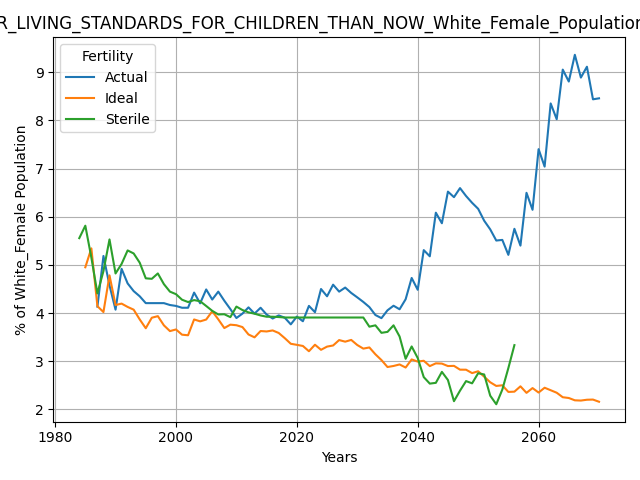 R_LIVING_STANDARDS_FOR_CHILDREN_THAN_NOW_White_Female_Population
Fertility
Actual
Ideal
Sterile
% of White_Female Population
9
8
7
6
5
4
3
2
1980 2000 2020 2040 2060
Years